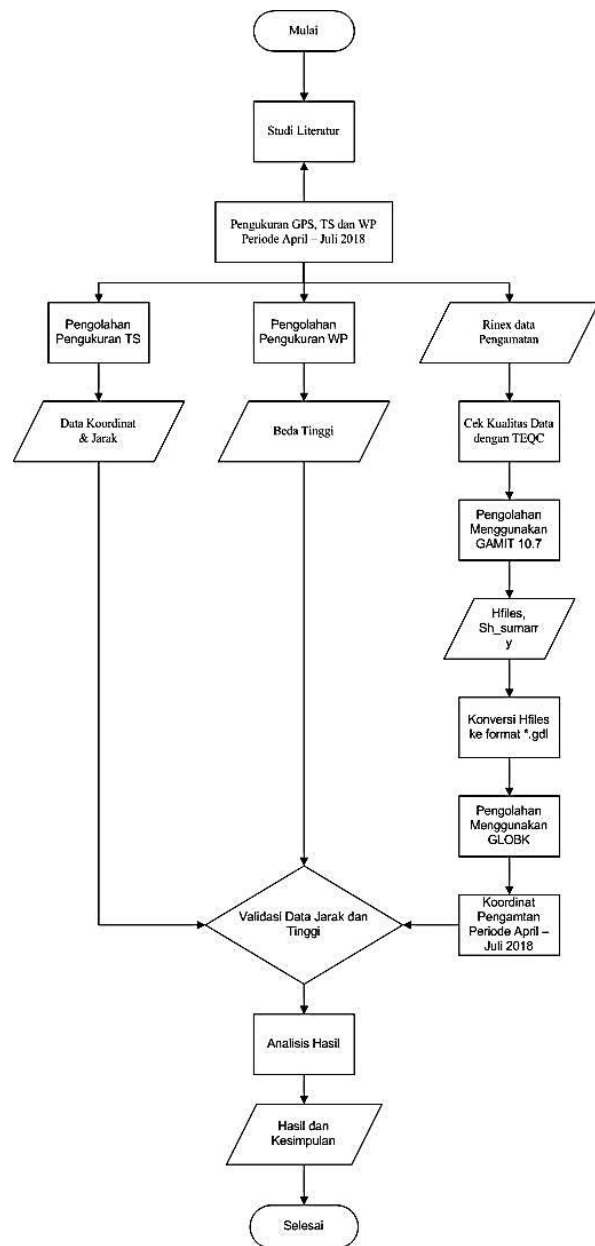 Mulai
Studi Literatur
Pengukuran GPS, TS dan WP
Periode April – Juli 2018
Pengolahan
Pengukuran TS
Pengolahan
Pengukuran WP
Rinex data
Pengamatan
Data Koordinat
& Jarak
Beda Tinggi
Cek Kualitas Data
dengan TEQC
Pengolahan
Menggunakan
GAMIT 10.7
Hfiles,
Sh_sumarr
y
Konversi Hfiles
ke format *.gdl
Pengolahan
Menggunakan
GLOBK
Validasi Data Jarak dan
Tinggi
Koordinat
Pengamtan
Periode April –
Juli 2018
Analisis Hasil
Hasil dan
Kesimpulan
Selesai